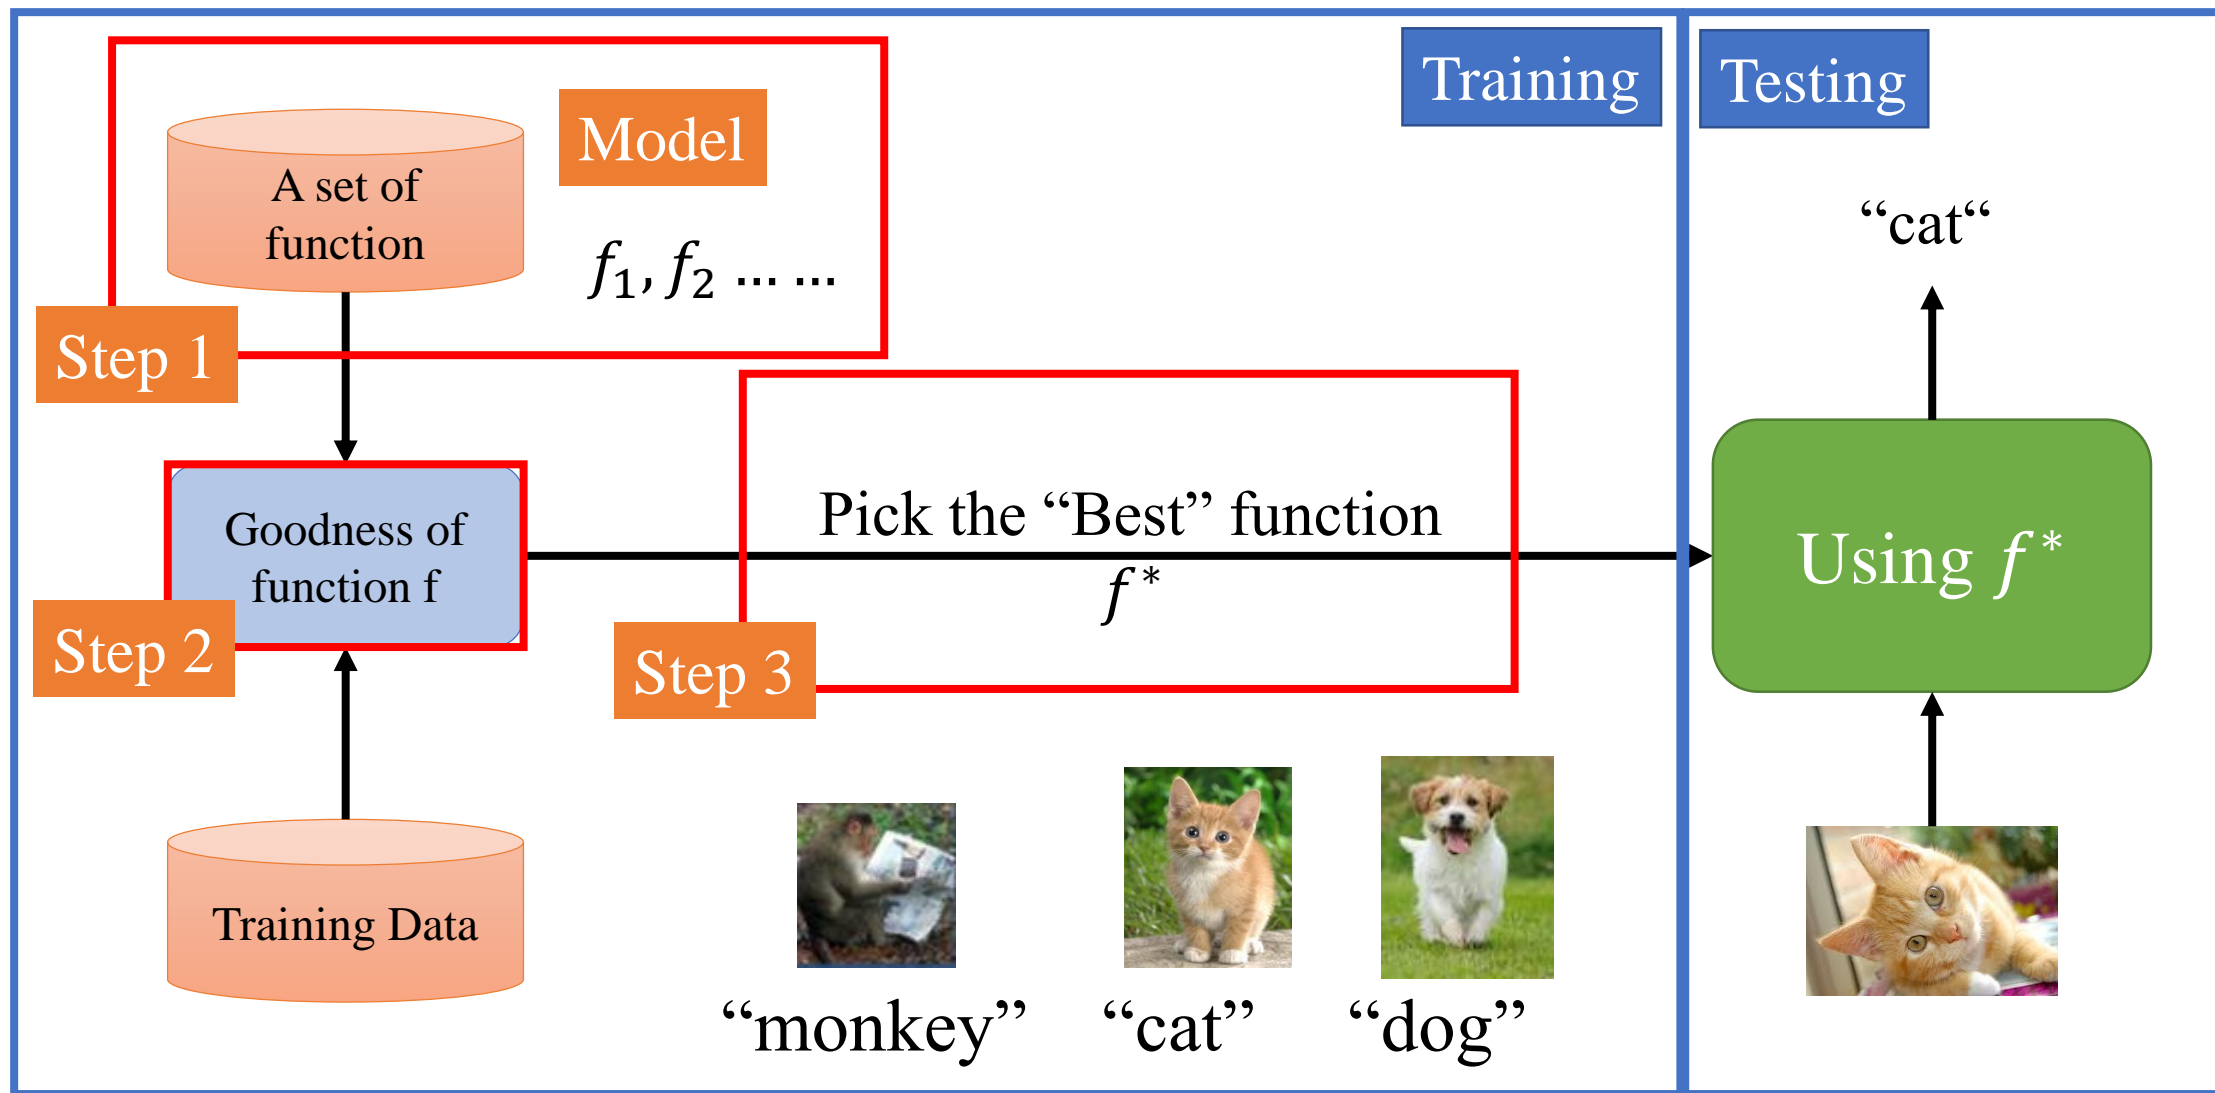 Training
Testing
Model
A set of
function
f₁, f₂ … …
Step 1
“cat“
Goodness of
function f
Step 2
Pick the “Best” function
f*
Step 3
Using f*
Training Data
“monkey”
“cat”
“dog”